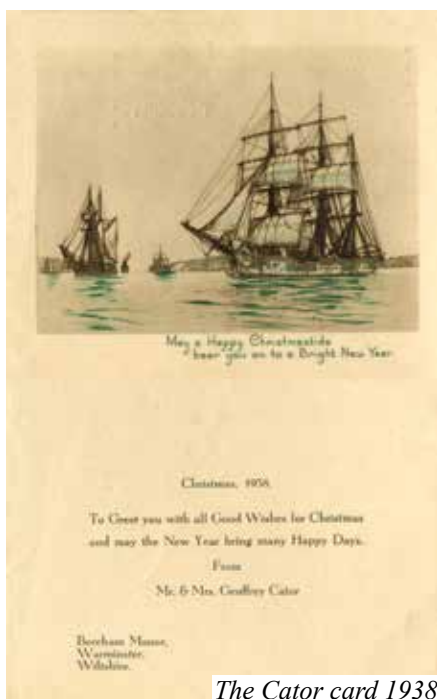 May a Happy Christmastide
bear you on to a Bright New Year.
Christmas, 1938.
To Greet you with all Good Wishes for Christmas
and may the New Year bring many Happy Days.
From
Mr. & Mrs. Geoffrey Cator
Manor,
Warminster,
Wiltshire.
The Cator card 1938